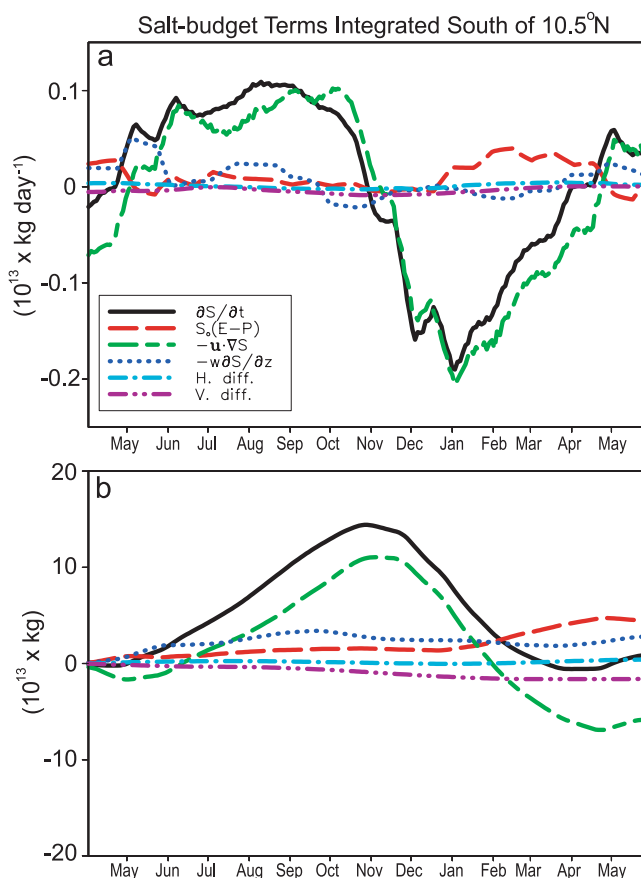 Salt-budget Terms Integrated South of 10.5°N
a
0.1
0
-0.1
-0.2
(10¹³ x kg day⁻¹)
∂S/∂t
Sₒ(E−P)
−u·∇S
−w∂S/∂z
H. diff.
V. diff.
May Jun Jul Aug Sep Oct Nov Dec Jan Feb Mar Apr May
b
20
10
0
-10
-20
(10¹³ x kg)
May Jun Jul Aug Sep Oct Nov Dec Jan Feb Mar Apr May